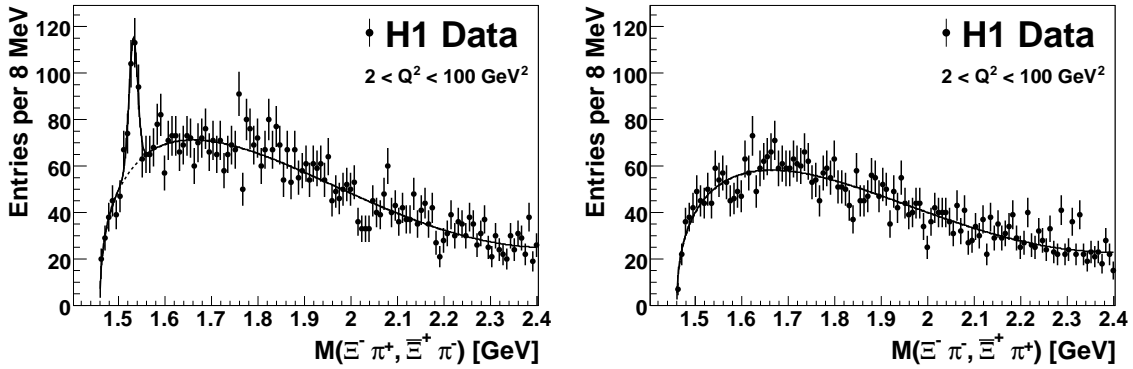 Entries per 8 MeV
120
100
80
60
40
20
0
H1 Data
2 < Q² < 100 GeV²
1.5 1.6 1.7 1.8 1.9 2 2.1 2.2 2.3 2.4
M(Ξ⁻ π⁺, Ξ̅⁺ π⁻) [GeV]
Entries per 8 MeV
120
100
80
60
40
20
0
H1 Data
2 < Q² < 100 GeV²
1.5 1.6 1.7 1.8 1.9 2 2.1 2.2 2.3 2.4
M(Ξ⁻ π⁻, Ξ̅⁺ π⁺) [GeV]